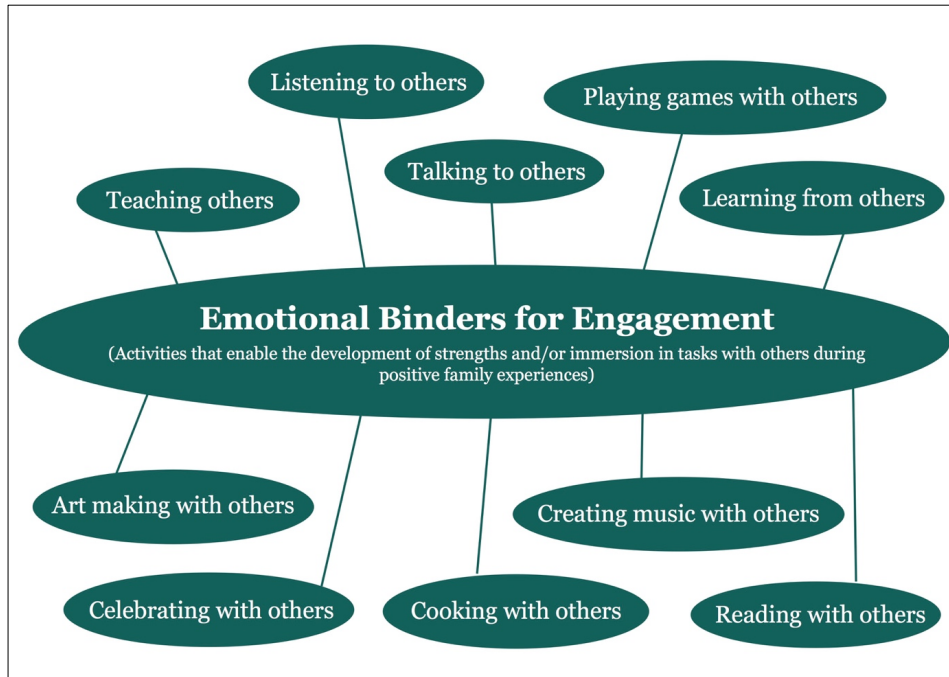 Listening to others
Playing games with others
Talking to others
Teaching others
Learning from others
Emotional Binders for Engagement
(Activities that enable the development of strengths and/or immersion in tasks with others during
positive family experiences)
Art making with others
Creating music with others
Celebrating with others
Cooking with others
Reading with others